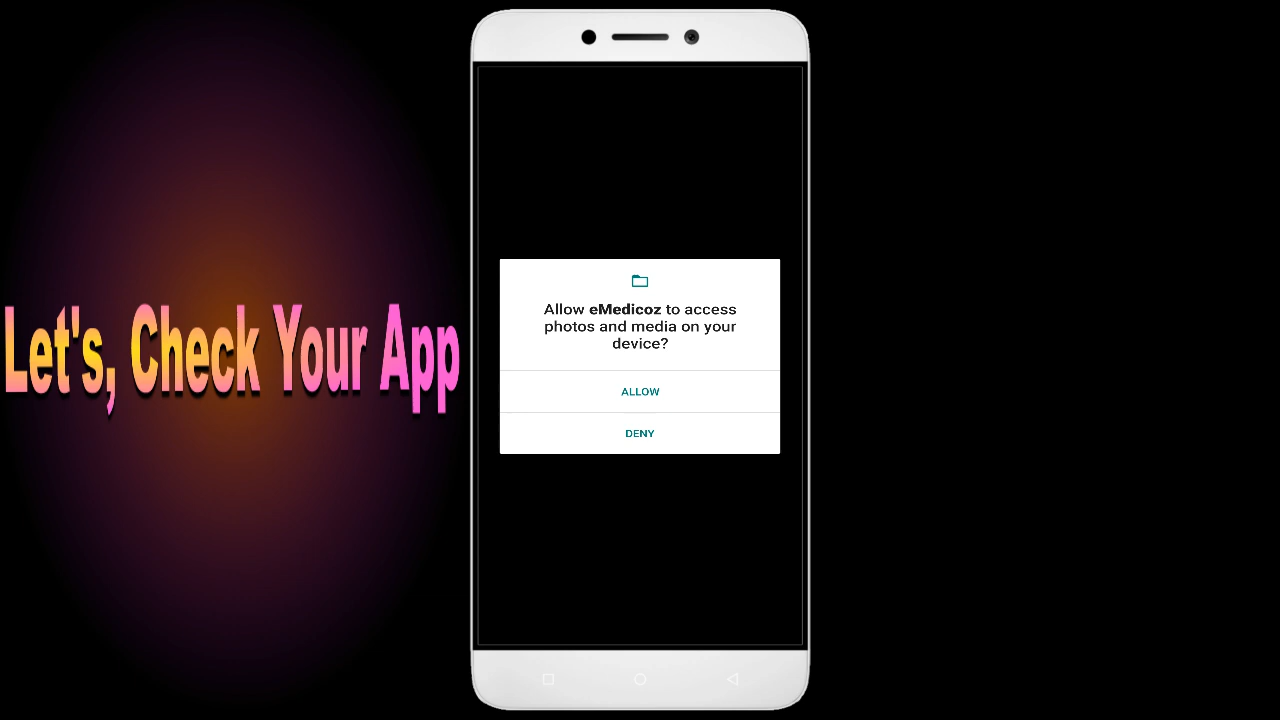 Let's, Check Your App
Allow eMedicoz to access
photos and media on your
device?
ALLOW
DENY